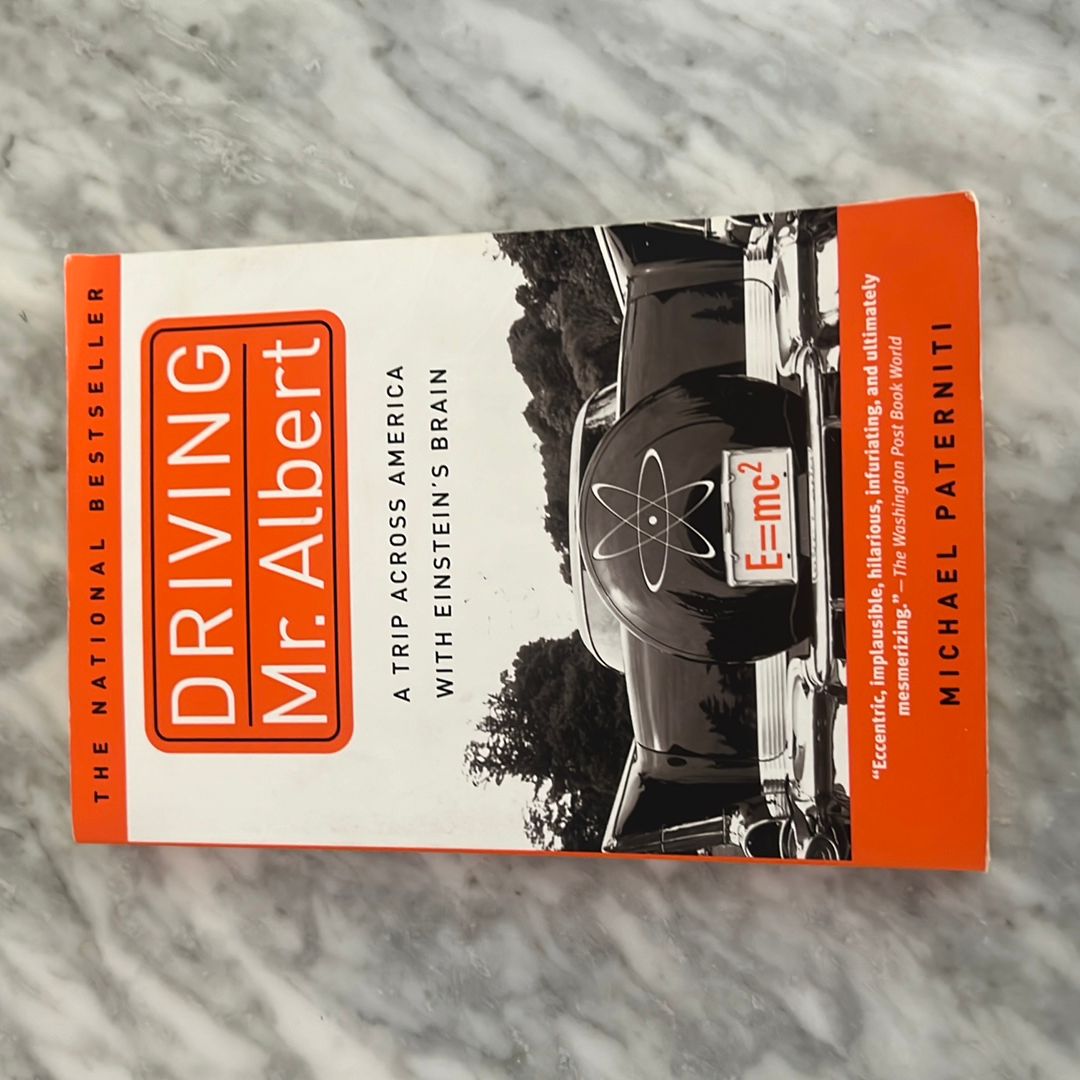 THE NATIONAL BESTSELLER
DRIVING
Mr. Albert
A TRIP ACROSS AMERICA
WITH EINSTEIN'S BRAIN
E=mc²
“Eccentric, implausible, hilarious, infuriating, and ultimately
mesmerizing.” —The Washington Post Book World
MICHAEL PATERNITI